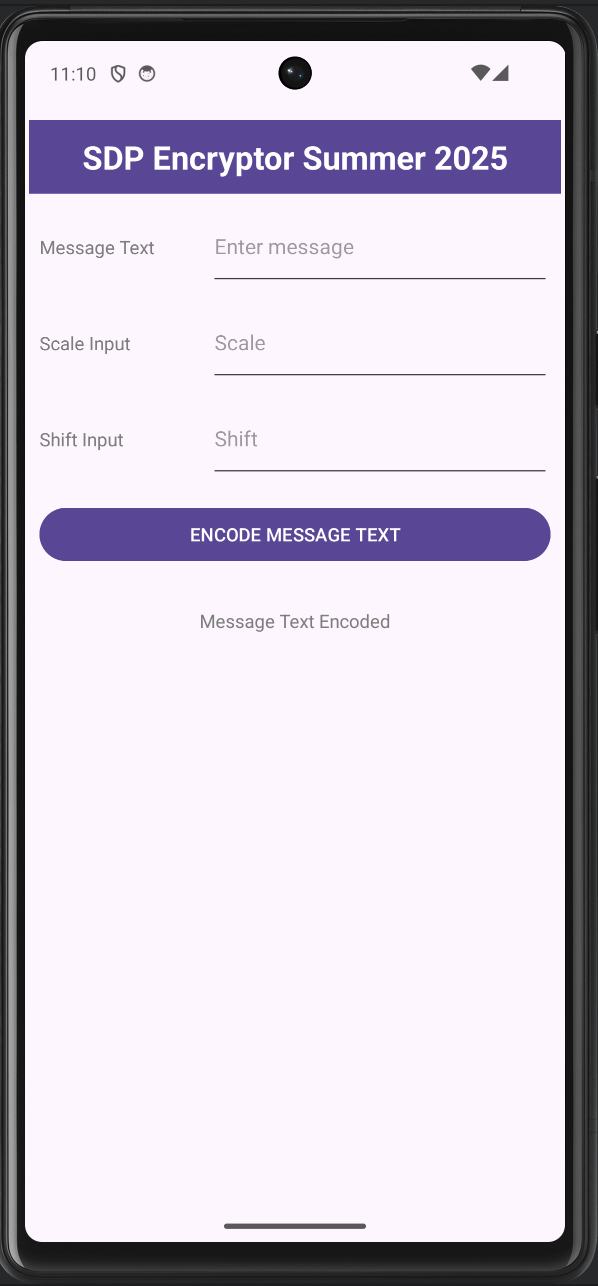 11:10
SDP Encryptor Summer 2025
Message Text Enter message
Scale Input Scale
Shift Input Shift
ENCODE MESSAGE TEXT
Message Text Encoded